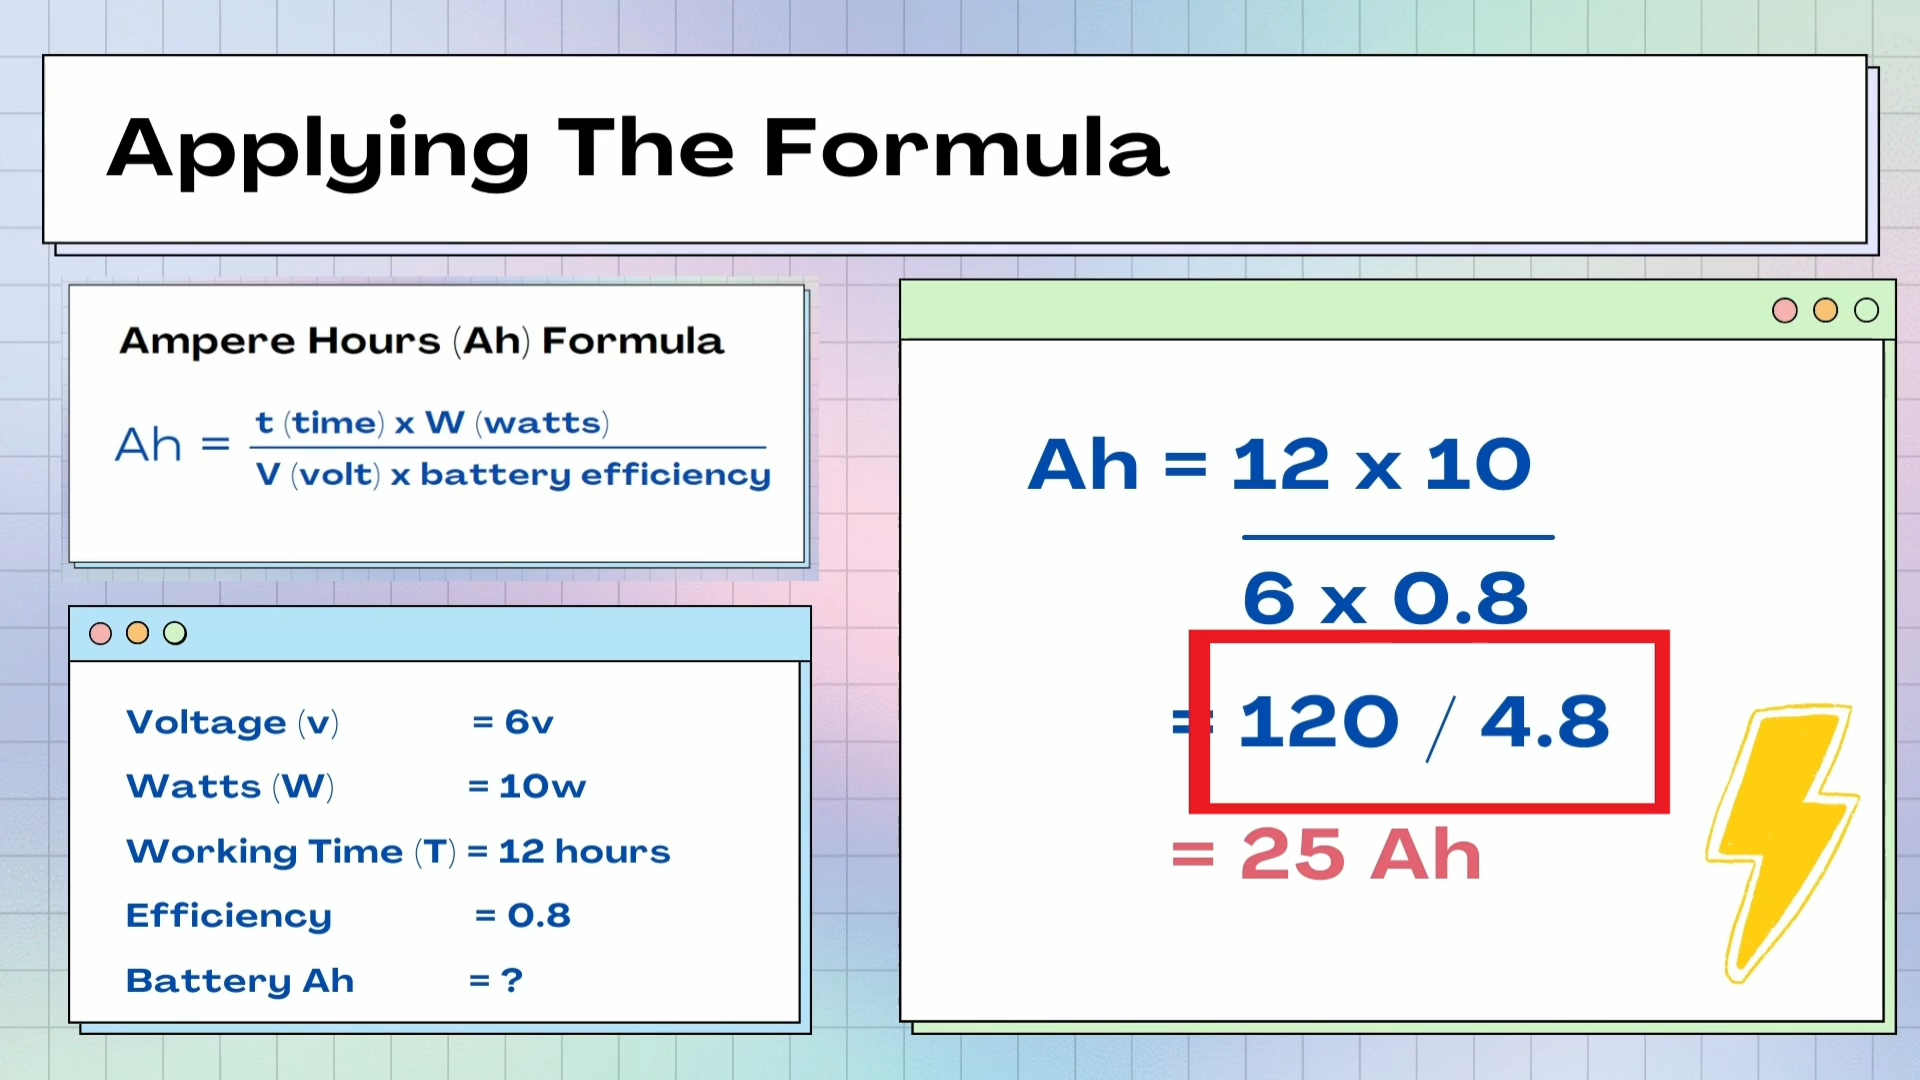 Applying The Formula
Ampere Hours (Ah) Formula
Ah = t (time) x W (watts)
V (volt) x battery efficiency
Voltage (v) = 6v
Watts (W) = 10w
Working Time (T) = 12 hours
Efficiency = 0.8
Battery Ah = ?
Ah = 12 x 10
6 x 0.8
= 120 / 4.8
= 25 Ah